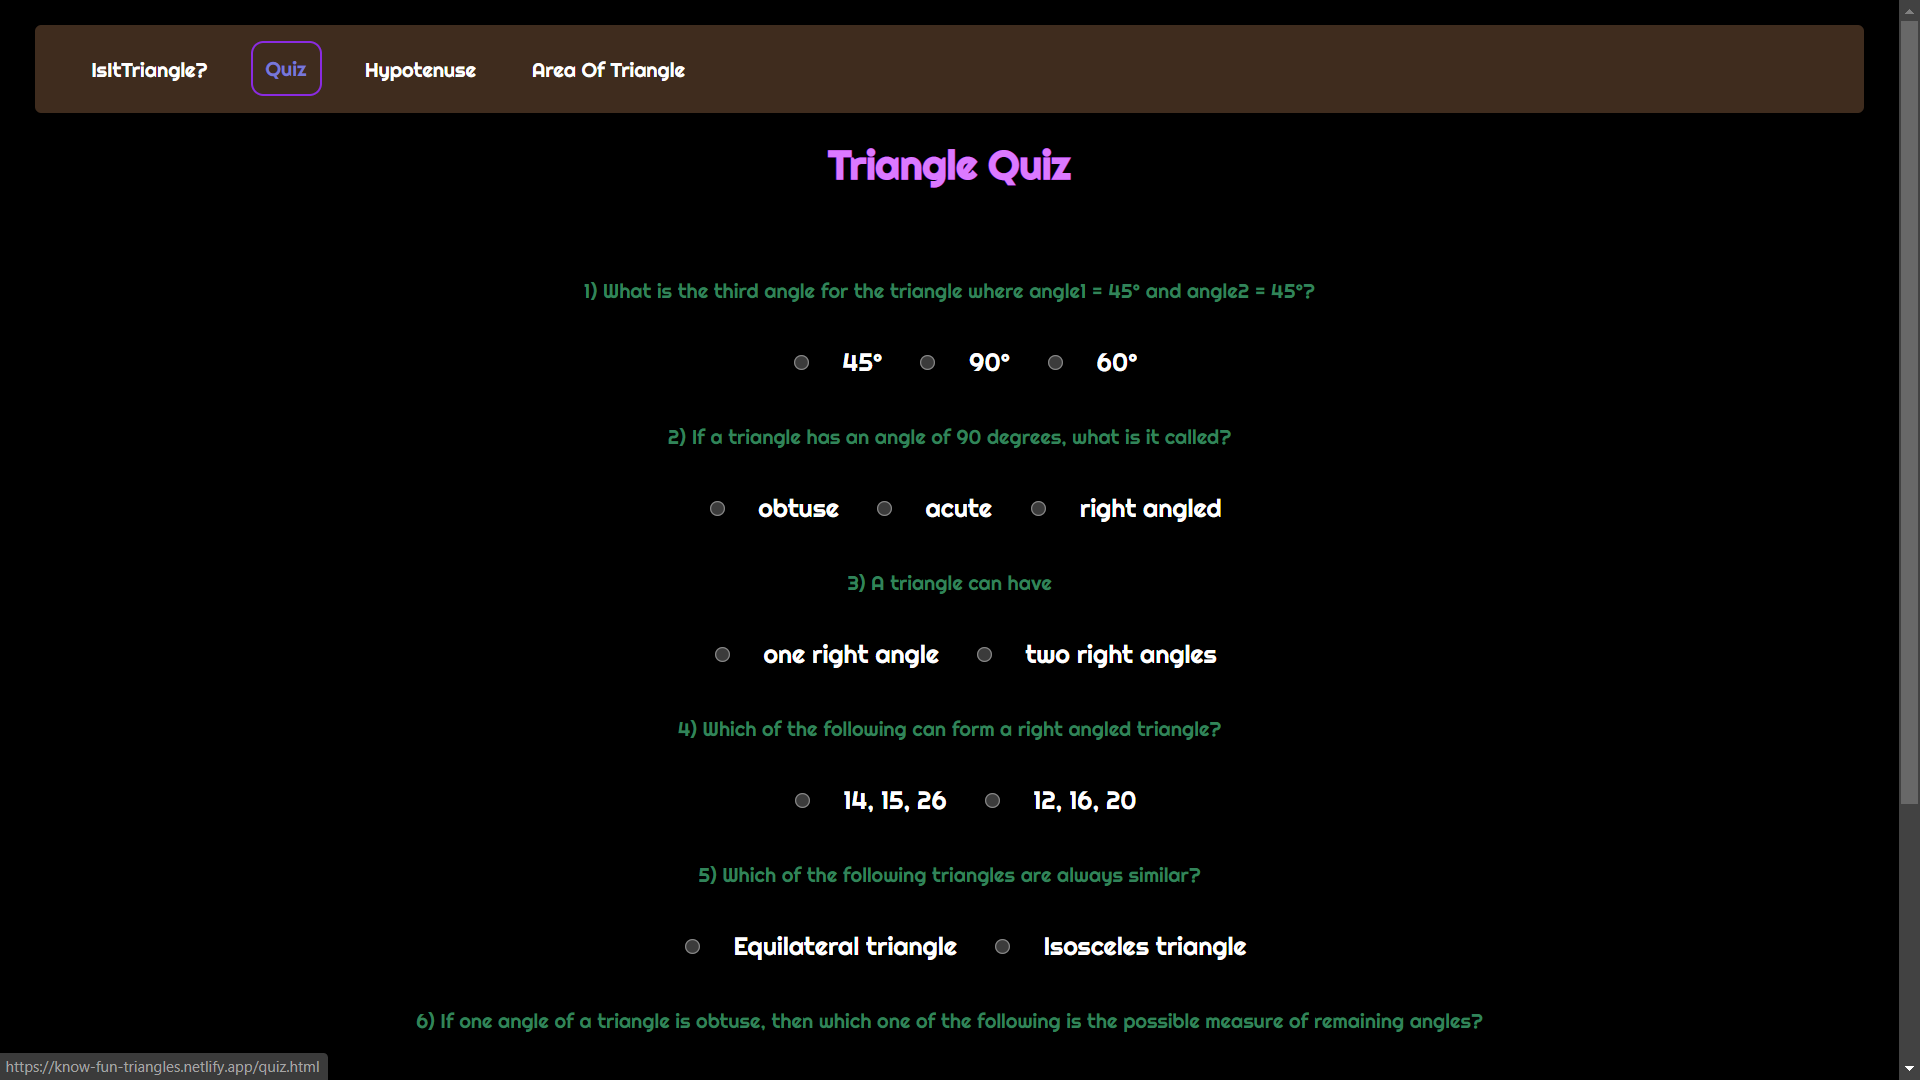 IsItTriangle? Quiz Hypotenuse Area Of Triangle
Triangle Quiz
1) What is the third angle for the triangle where angle1 = 45° and angle2 = 45°?
45° 90° 60°
2) If a triangle has an angle of 90 degrees, what is it called?
obtuse acute right angled
3) A triangle can have
one right angle two right angles
4) Which of the following can form a right angled triangle?
14, 15, 26 12, 16, 20
5) Which of the following triangles are always similar?
Equilateral triangle Isosceles triangle
6) If one angle of a triangle is obtuse, then which one of the following is the possible measure of remaining angles?
https://know-fun-triangles.netlify.app/quiz.html